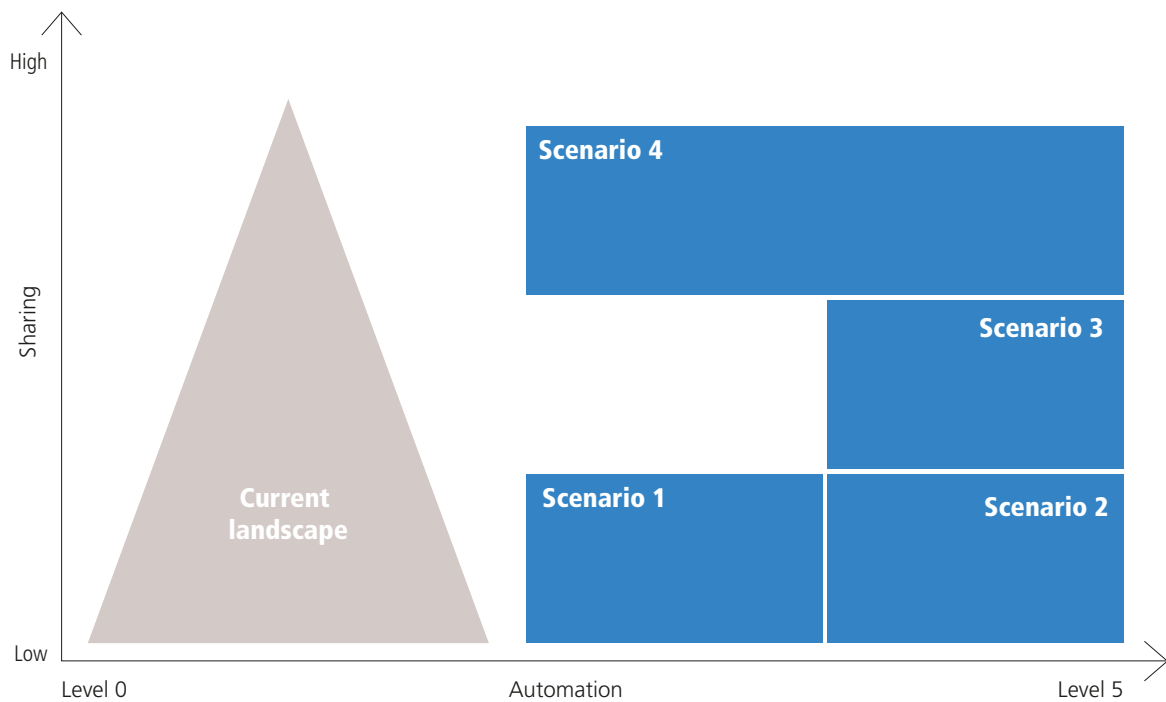 High
Scenario 4
Sharing
Scenario 3
Current
landscape
Scenario 1
Scenario 2
Low
Level 0
Automation
Level 5